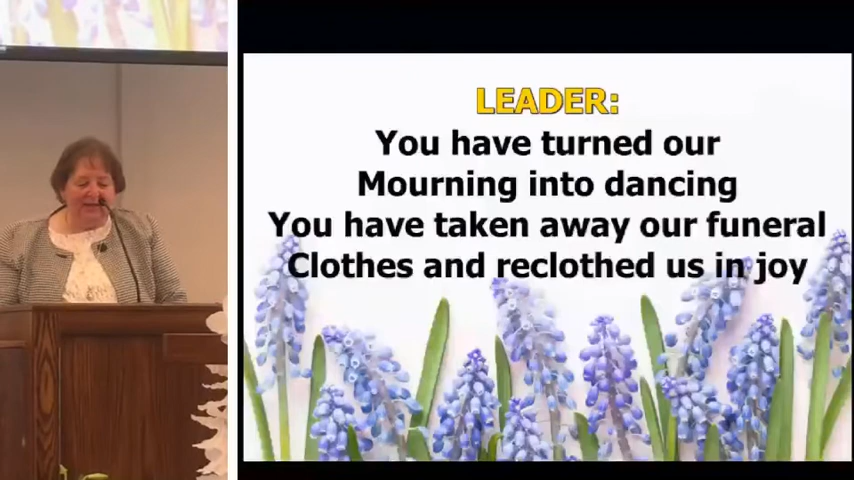 LEADER:
You have turned our
Mourning into dancing
You have taken away our funeral
Clothes and reclothed us in joy